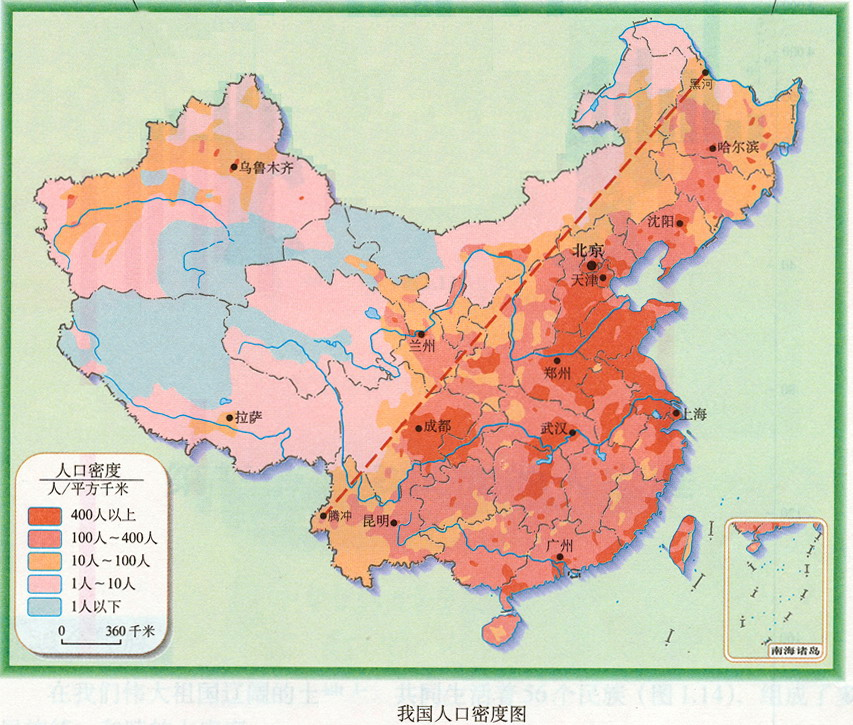 黑河
哈尔滨
乌鲁木齐
沈阳
北京
天津
兰州
郑州
拉萨
成都
武汉
上海
腾冲
昆明
广州
人口密度
人/平方千米
400人以上
100人~400人
10人~100人
1人~10人
1人以下
0 360千米
南海诸岛
我国人口密度图